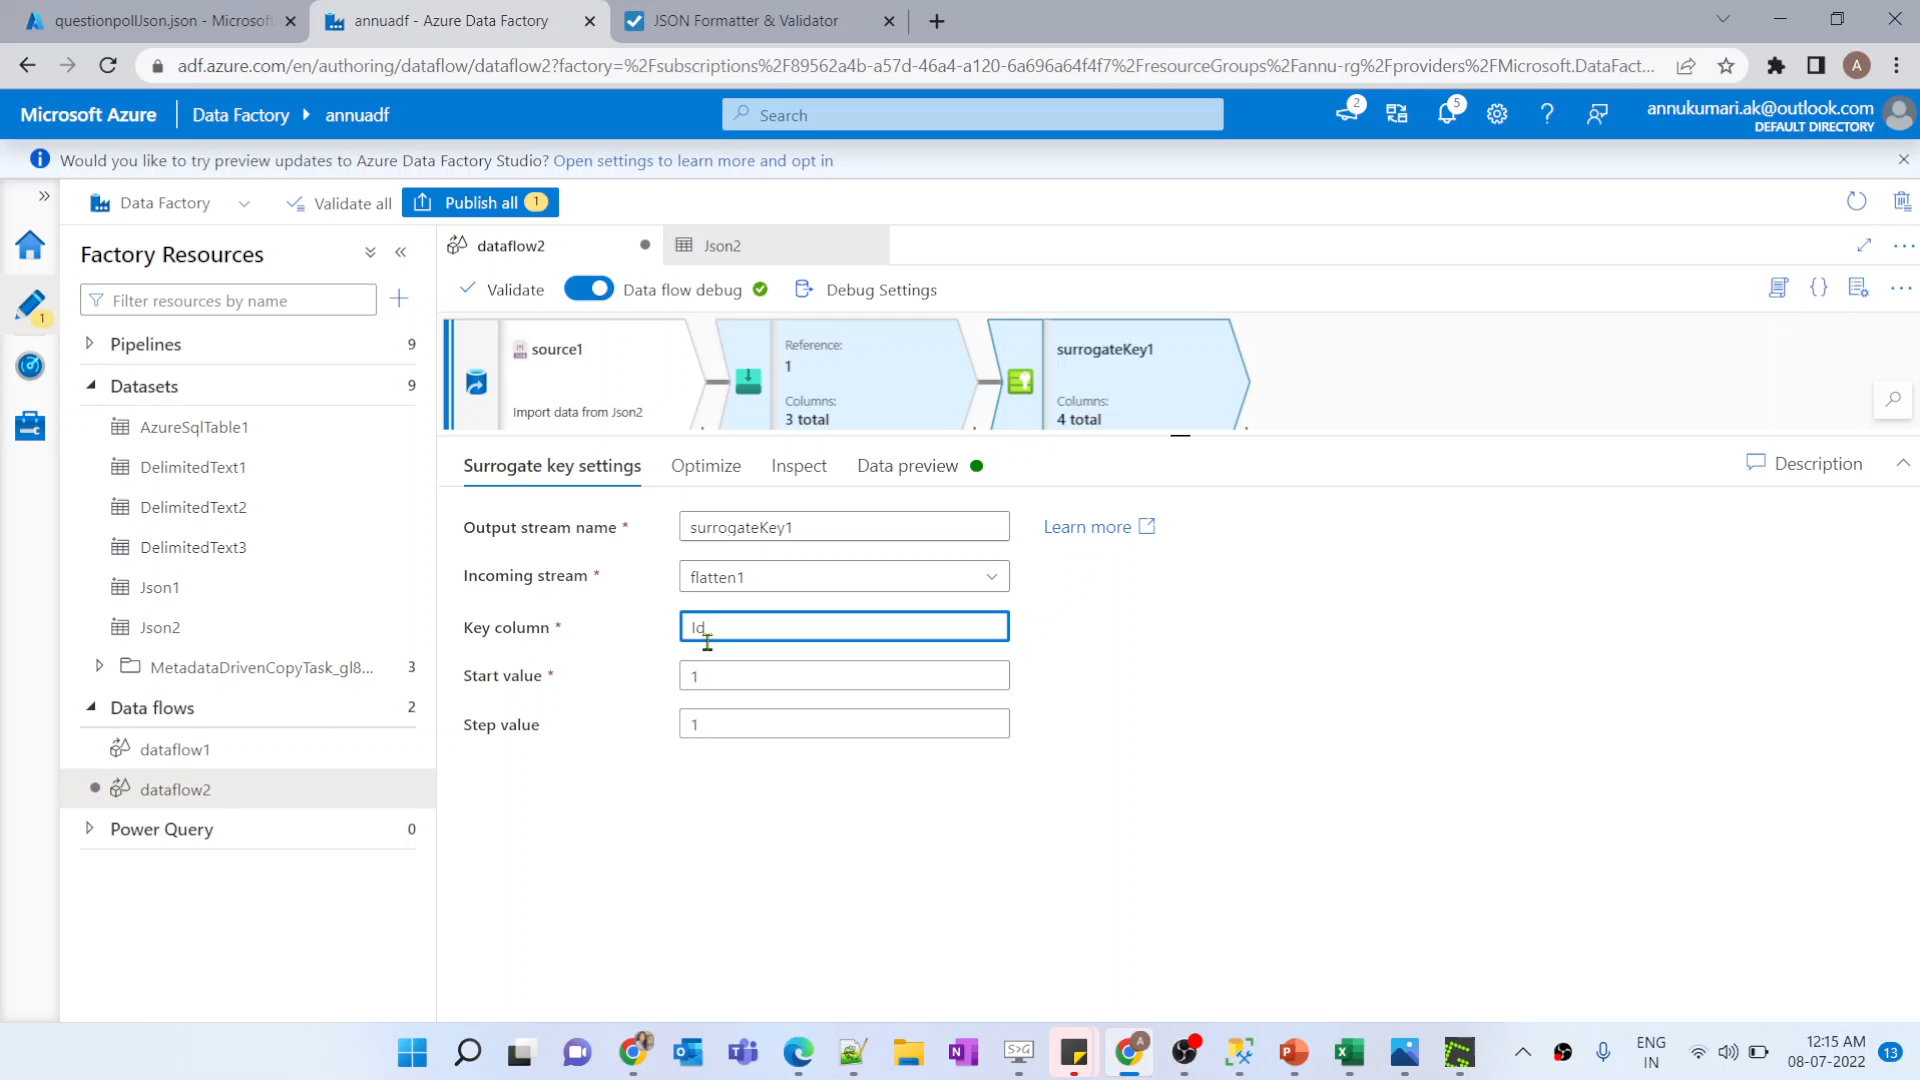 questionpollJson.json - Microsoft
annuadf - Azure Data Factory
JSON Formatter & Validator
adf.azure.com/en/authoring/dataflow/dataflow2?factory=%2Fsubscriptions%2F89562a4b-a57d-46a4-a120-6a696a64f4f7%2FresourceGroups%2Fannu-rg%2Fproviders%2FMicrosoft.DataFact...
A
Microsoft Azure
Data Factory
annuadf
Search
2
5
annukumari.ak@outlook.com
DEFAULT DIRECTORY
Would you like to try preview updates to Azure Data Factory Studio? Open settings to learn more and opt in
Data Factory
Validate all
Publish all
1
Factory Resources
dataflow2
Json2
Filter resources by name
Validate
Data flow debug
Debug Settings
1
Pipelines 9
Datasets 9
AzureSqlTable1
DelimitedText1
DelimitedText2
DelimitedText3
Json1
Json2
MetadataDrivenCopyTask_gl8... 3
Data flows 2
dataflow1
dataflow2
Power Query 0
source1
Import data from Json2
Reference:
1
Columns:
3 total
surrogateKey1
Columns:
4 total
Surrogate key settings
Optimize
Inspect
Data preview
Description
Output stream name *
surrogateKey1
Learn more
Incoming stream *
flatten1
Key column *
Id
Start value *
1
Step value
1
ENG
IN
12:15 AM
08-07-2022
13